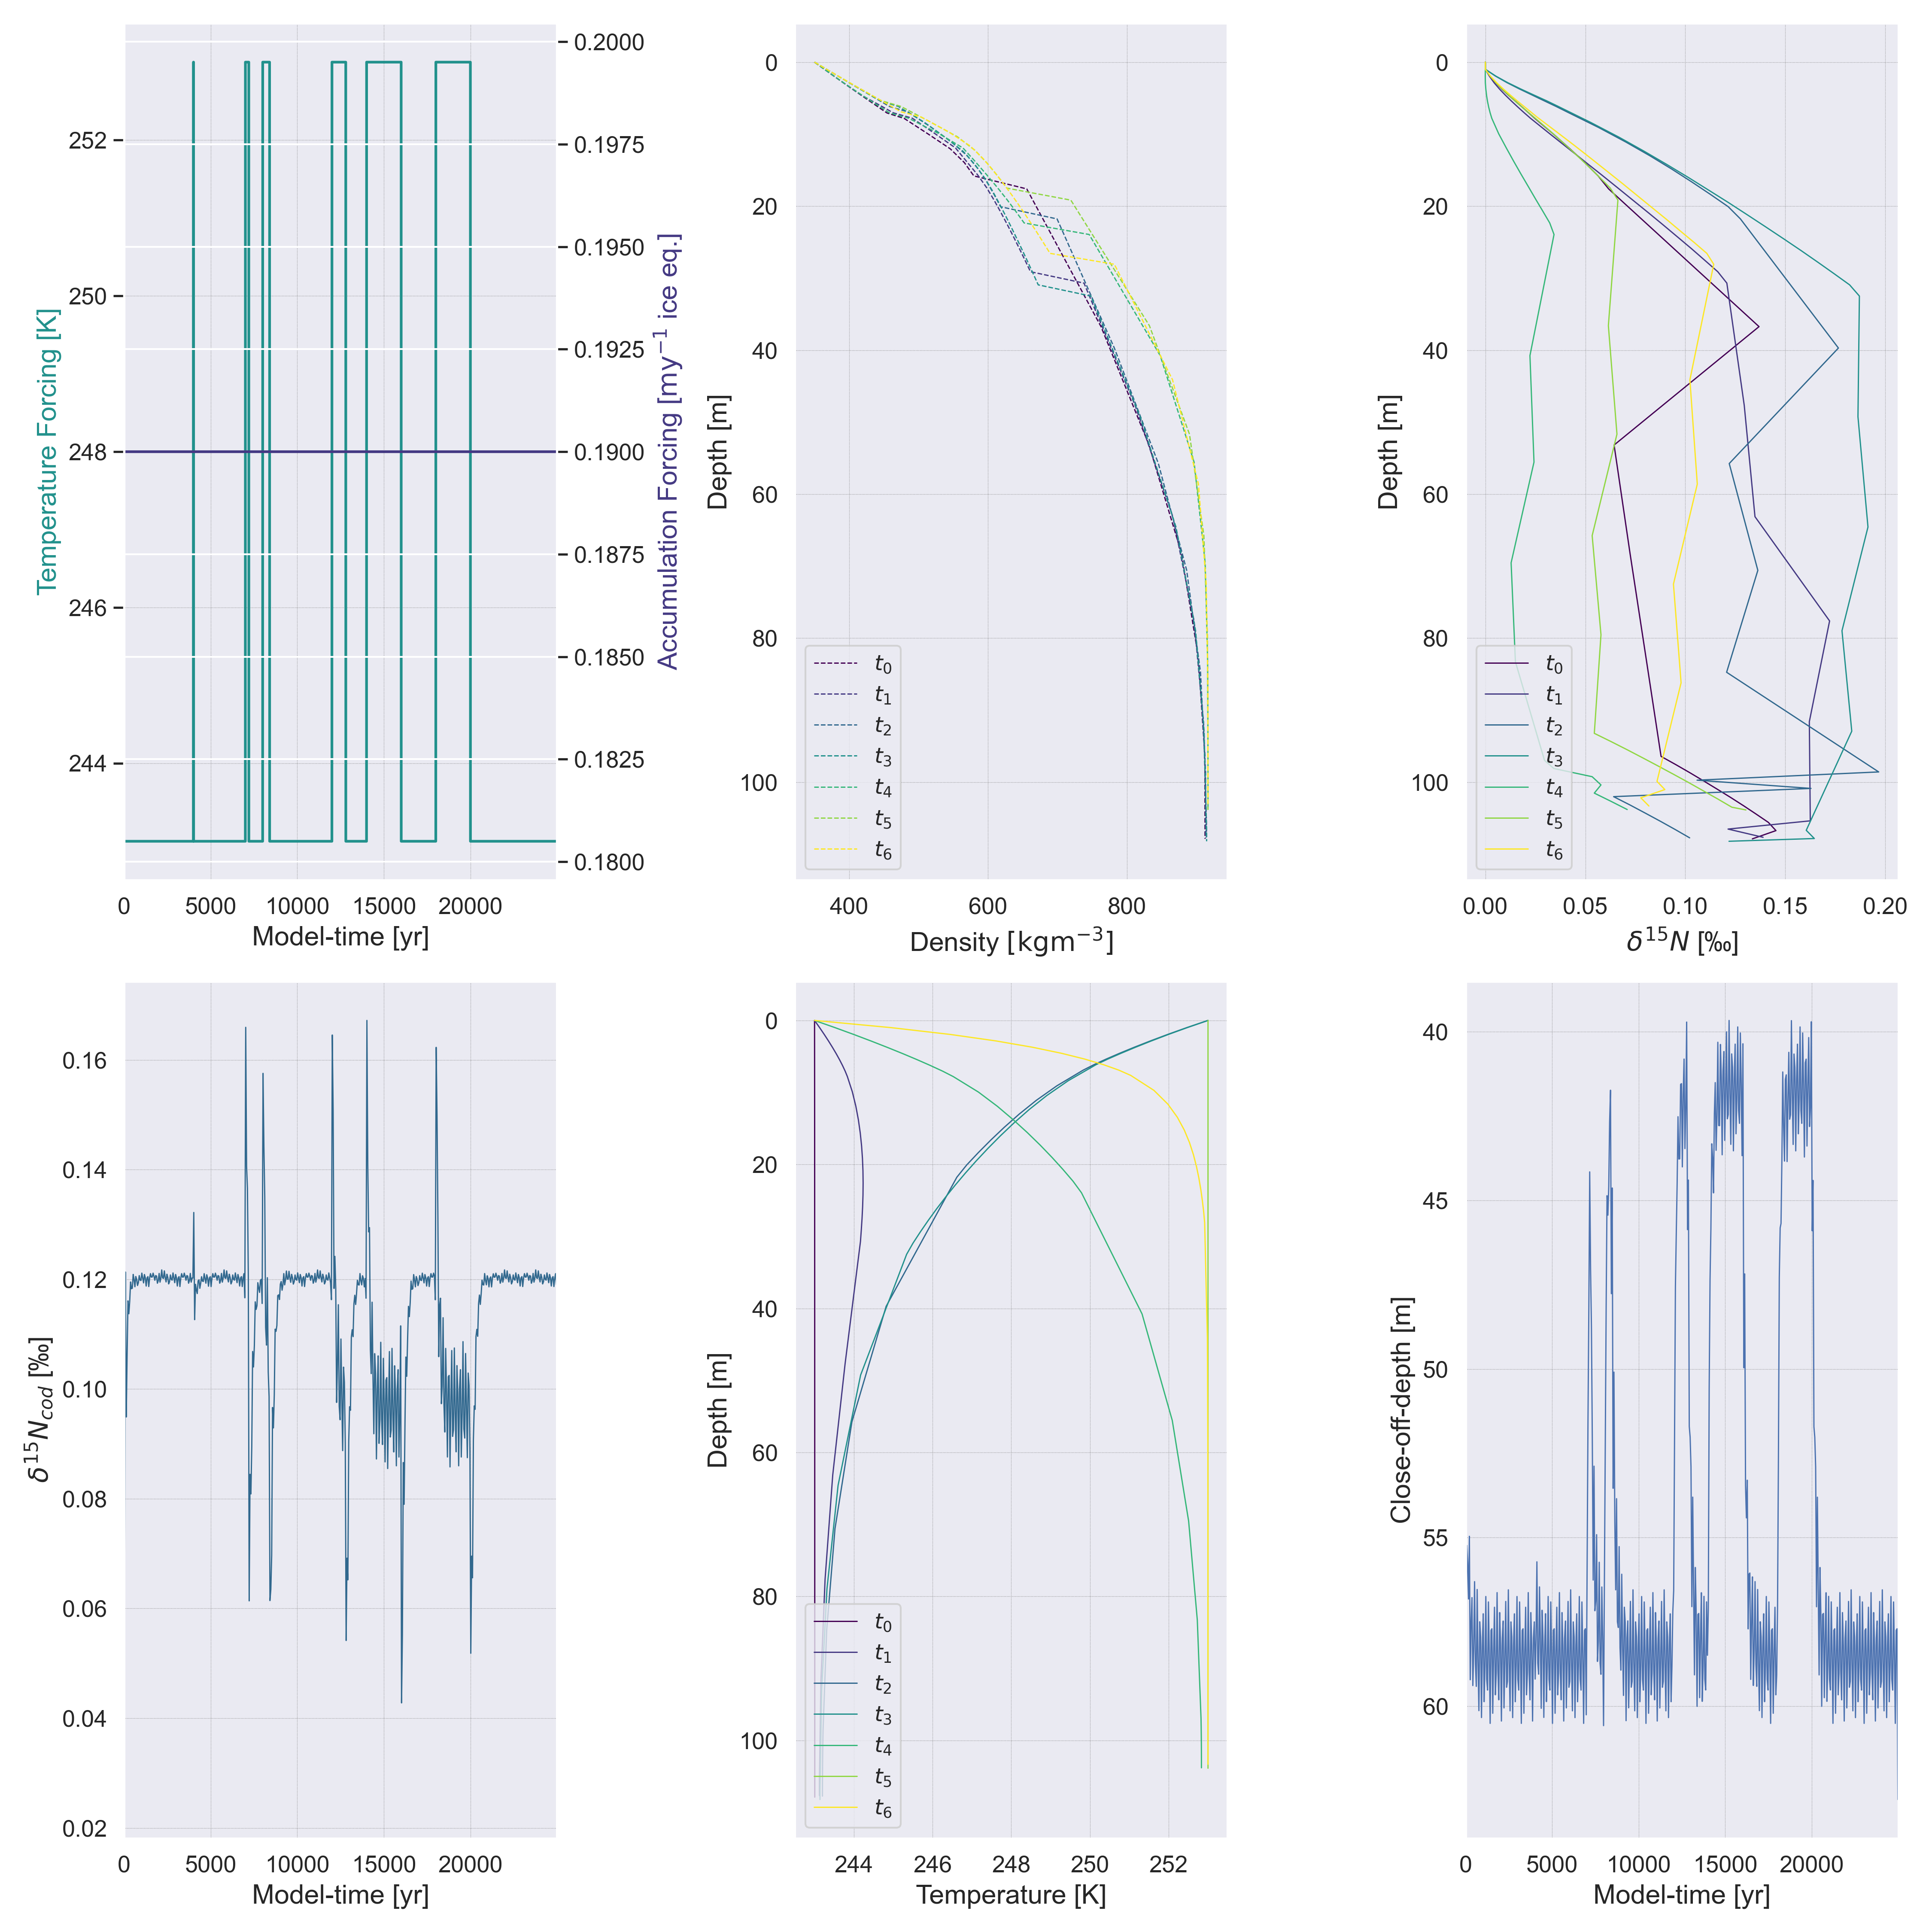 252
250
248
246
244
Temperature Forcing [K]
0.2000
0.1975
0.1950
0.1925
0.1900
0.1875
0.1850
0.1825
0.1800
Accumulation Forcing [my⁻¹ ice eq.]
0 5000 10000 15000 20000
Model-time [yr]
0
20
40
60
80
100
Depth [m]
t₀
t₁
t₂
t₃
t₄
t₅
t₆
400 600 800
Density [kgm⁻³]
0
20
40
60
80
100
Depth [m]
t₀
t₁
t₂
t₃
t₄
t₅
t₆
0.00 0.05 0.10 0.15 0.20
δ¹⁵N [‰]
0.16
0.14
0.12
0.10
0.08
0.06
0.04
0.02
δ¹⁵N_cod [‰]
0 5000 10000 15000 20000
Model-time [yr]
0
20
40
60
80
100
Depth [m]
t₀
t₁
t₂
t₃
t₄
t₅
t₆
244 246 248 250 252
Temperature [K]
40
45
50
55
60
Close-off-depth [m]
0 5000 10000 15000 20000
Model-time [yr]